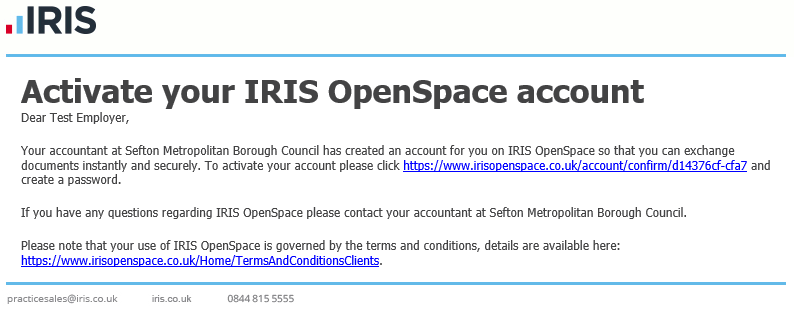 IRIS
Activate your IRIS OpenSpace account
Dear Test Employer,
Your accountant at Sefton Metropolitan Borough Council has created an account for you on IRIS OpenSpace so that you can exchange
documents instantly and securely. To activate your account please click https://www.irisopenspace.co.uk/account/confirm/d14376cf-cfa7 and
create a password.
If you have any questions regarding IRIS OpenSpace please contact your accountant at Sefton Metropolitan Borough Council.
Please note that your use of IRIS OpenSpace is governed by the terms and conditions, details are available here:
https://www.irisopenspace.co.uk/Home/TermsAndConditionsClients.
practicesales@iris.co.uk iris.co.uk 0844 815 5555